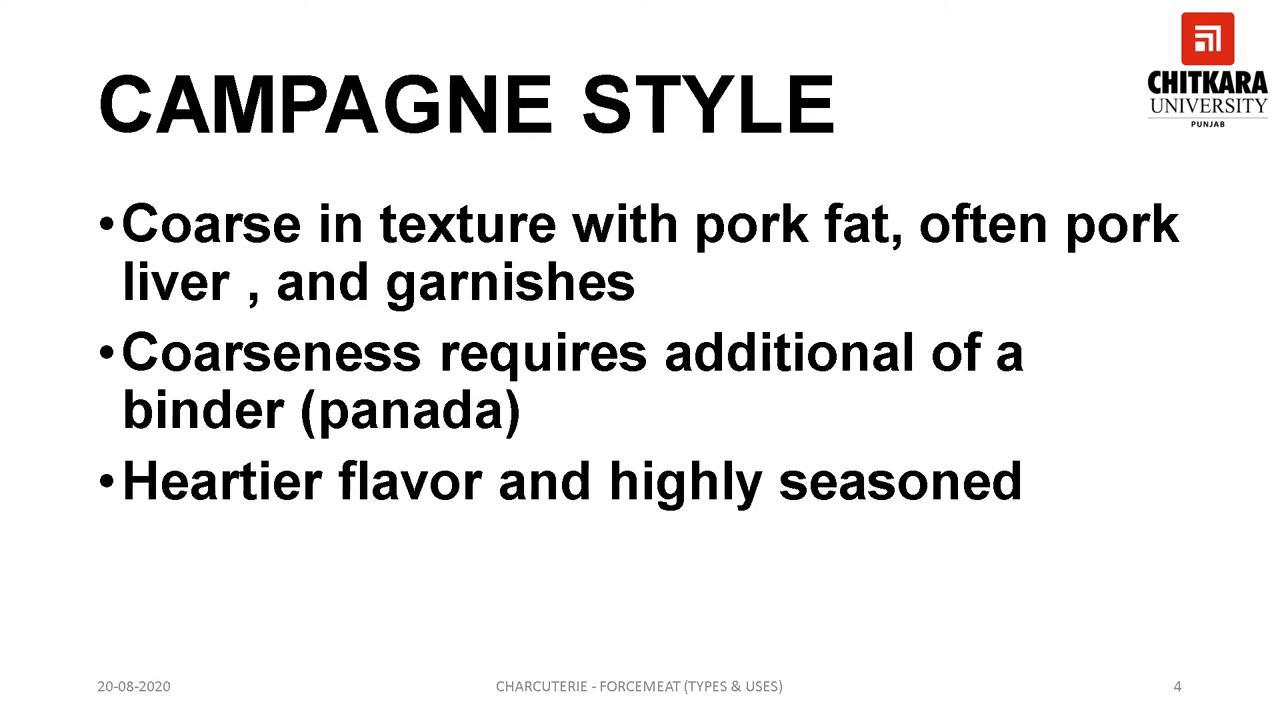 CAMPAGNE STYLE
CHITKARA
UNIVERSITY
PUNJAB
•Coarse in texture with pork fat, often pork
liver , and garnishes
•Coarseness requires additional of a
binder (panada)
•Heartier flavor and highly seasoned
20-08-2020
CHARCUTERIE - FORCEMEAT (TYPES & USES)
4